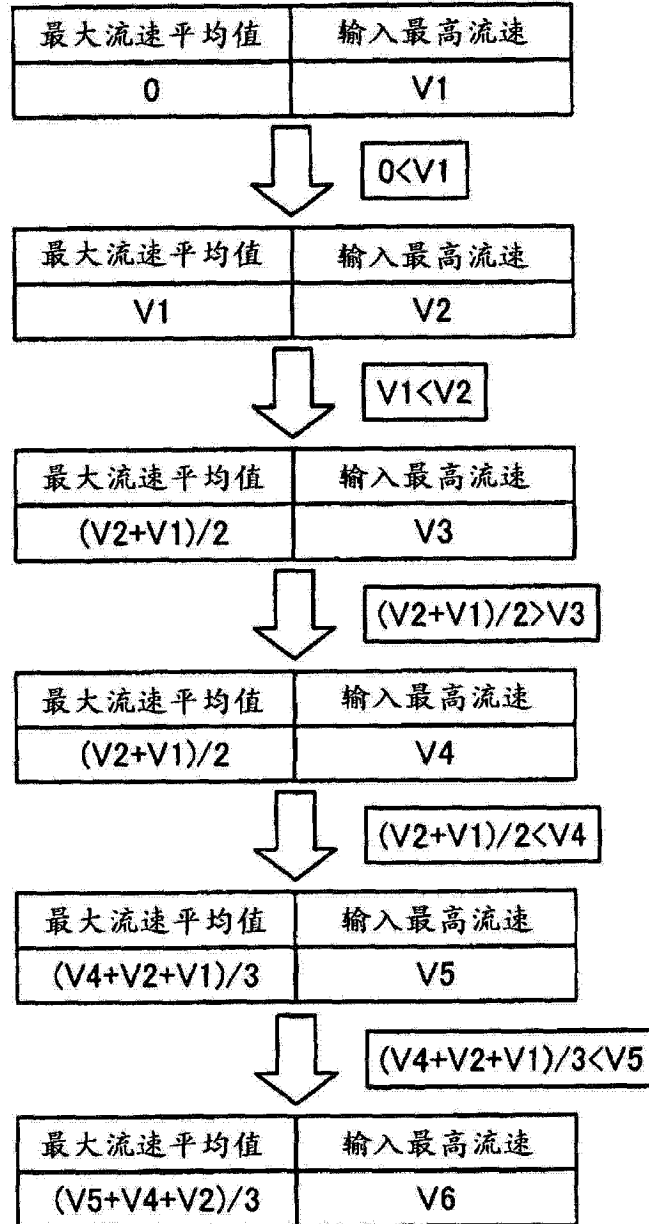 最大流速平均值 输入最高流速
0 V1
0<V1
最大流速平均值 输入最高流速
V1 V2
V1<V2
最大流速平均值 输入最高流速
(V2+V1)/2 V3
(V2+V1)/2>V3
最大流速平均值 输入最高流速
(V2+V1)/2 V4
(V2+V1)/2<V4
最大流速平均值 输入最高流速
(V4+V2+V1)/3 V5
(V4+V2+V1)/3<V5
最大流速平均值 输入最高流速
(V5+V4+V2)/3 V6